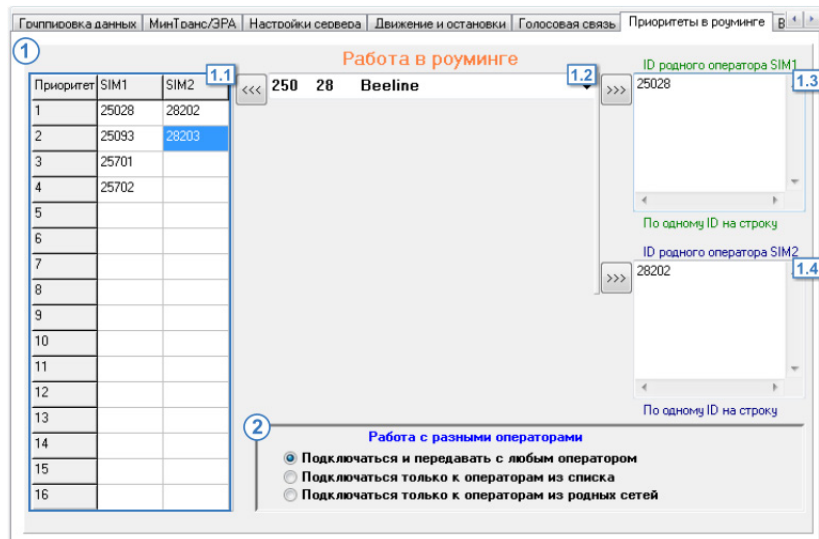 Группировка данных МинТранс/ЭРА Настройки сервера Движение и остановки Голосовая связь Приоритеты в роуминге В
1
Работа в роуминге
Приоритет SIM1 SIM2 1.1
<<< 250 28 Beeline 1.2 >>>
ID родного оператора SIM1
25028 1.3
1 25028 28202
2 25093 28203
3 25701
4 25702
5
6
7
8
9
10
11
12
13
14
15
16
По одному ID на строку
ID родного оператора SIM2
>>> 28202 1.4
По одному ID на строку
2
Работа с разными операторами
Подключаться и передавать с любым оператором
Подключаться только к операторам из списка
Подключаться только к операторам из родных сетей